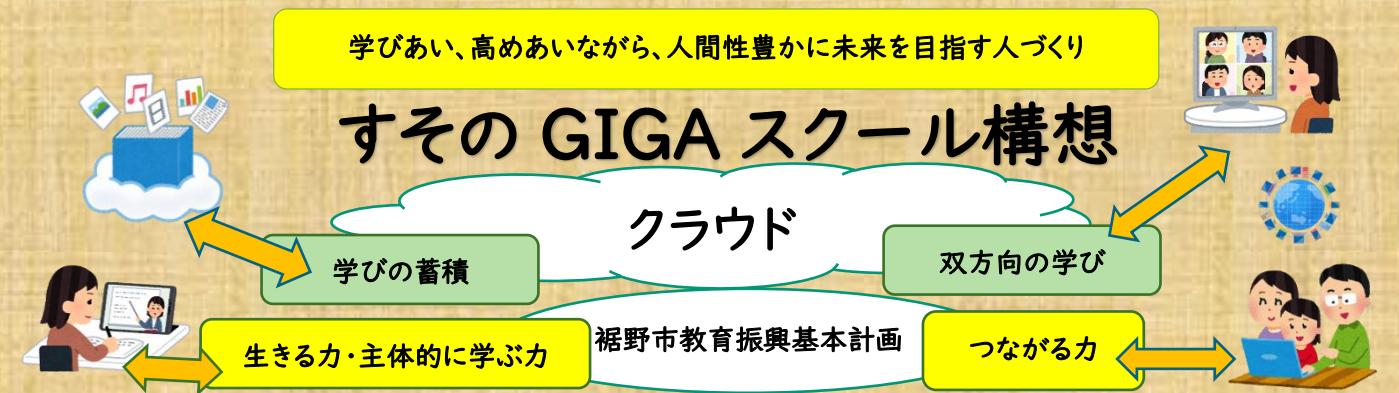 学びあい、高めあいながら、人間性豊かに未来を目指す人づくり
すその GIGA スクール構想
クラウド
学びの蓄積
双方向の学び
生きる力・主体的に学ぶ力
裾野市教育振興基本計画
つながる力